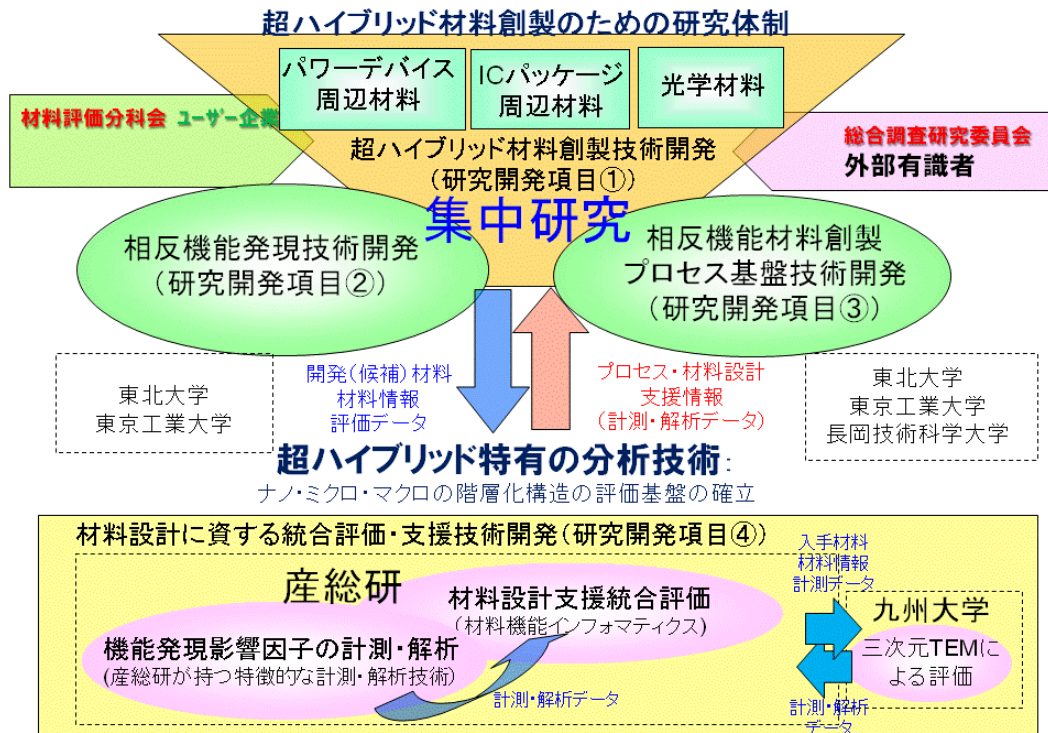 超ハイブリッド材料創製のための研究体制
パワーデバイス
周辺材料
ICパッケージ
周辺材料
光学材料
材料評価分科会 ユーザー企業
総合調査研究委員会
外部有識者
超ハイブリッド材料創製技術開発
(研究開発項目①)
集中研究
相反機能発現技術開発
(研究開発項目②)
相反機能材料創製
プロセス基盤技術開発
(研究開発項目③)
東北大学
東京工業大学
開発(候補)材料
材料情報
評価データ
プロセス・材料設計
支援情報
(計測・解析データ)
東北大学
東京工業大学
長岡技術科学大学
超ハイブリッド特有の分析技術:
ナノ・ミクロ・マクロの階層化構造の評価基盤の確立
材料設計に資する統合評価・支援技術開発(研究開発項目④)
産総研
材料設計支援統合評価
(材料機能インフォマティクス)
機能発現影響因子の計測・解析
(産総研が持つ特徴的な計測・解析技術)
計測・解析データ
入手材料
材料情報
計測データ
九州大学
三次元TEMに
よる評価
計測・解析
データ